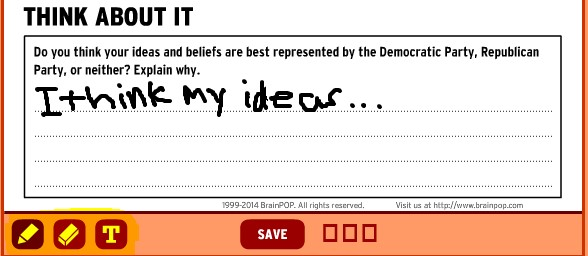 THINK ABOUT IT
Do you think your ideas and beliefs are best represented by the Democratic Party, Republican
Party, or neither? Explain why.
I think my ideas...
1999-2014 BrainPOP. All rights reserved. Visit us at http://www.brainpop.com
T
SAVE